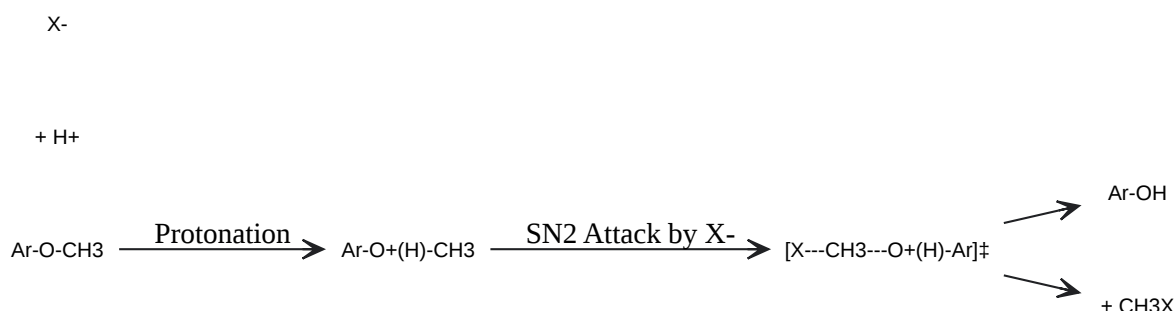 X-
+ H+
Ar-O-CH3
Protonation
Ar-O+(H)-CH3
SN2 Attack by X-
[X---CH3---O+(H)-Ar]‡
Ar-OH
+ CH3X